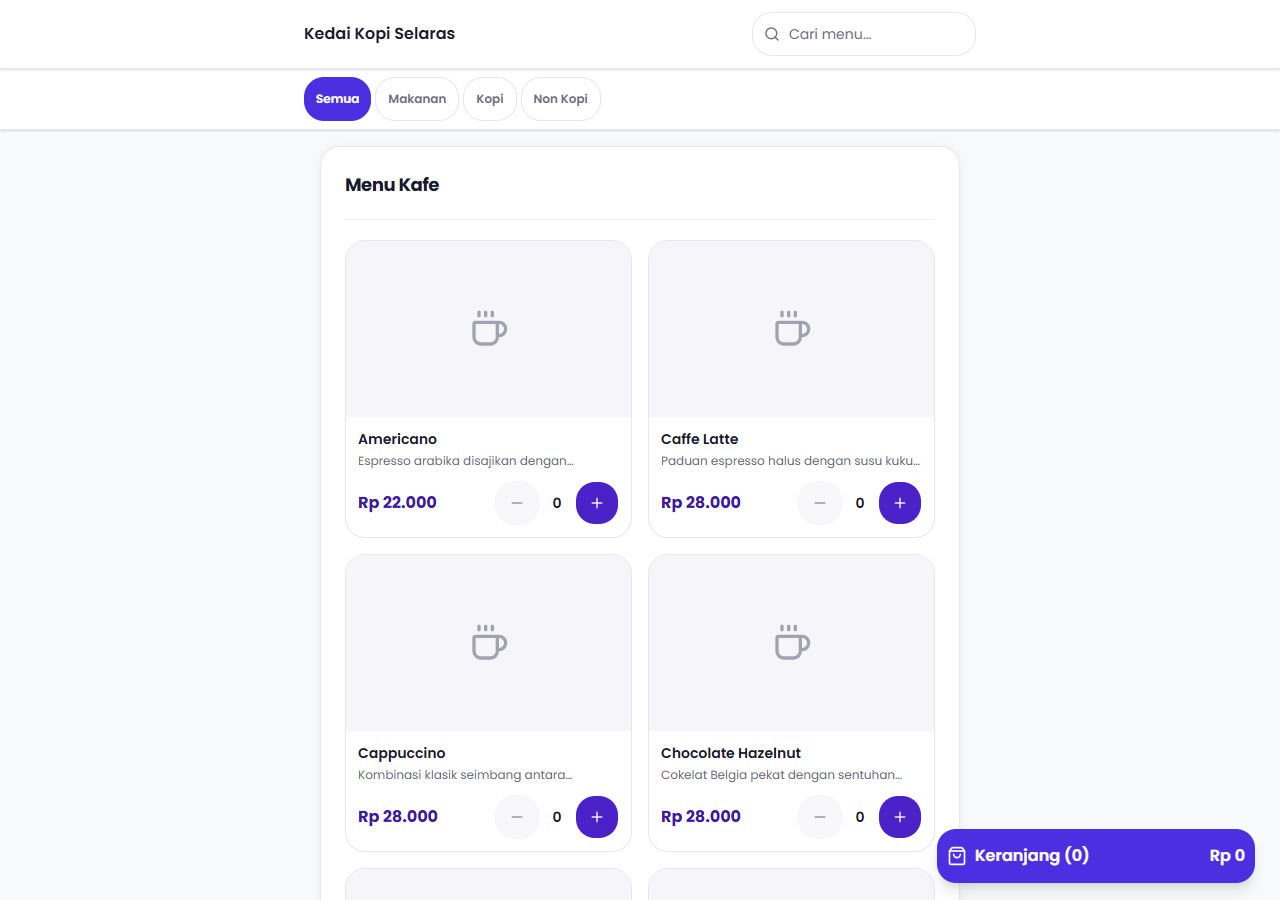 Kedai Kopi Selaras
Cari menu...
Semua
Makanan
Kopi
Non Kopi
Menu Kafe
Americano
Espresso arabika disajikan dengan...
Rp 22.000
0
Caffe Latte
Paduan espresso halus dengan susu kuku...
Rp 28.000
0
Cappuccino
Kombinasi klasik seimbang antara...
Rp 28.000
0
Chocolate Hazelnut
Cokelat Belgia pekat dengan sentuhan...
Rp 28.000
0
Keranjang (0)
Rp 0